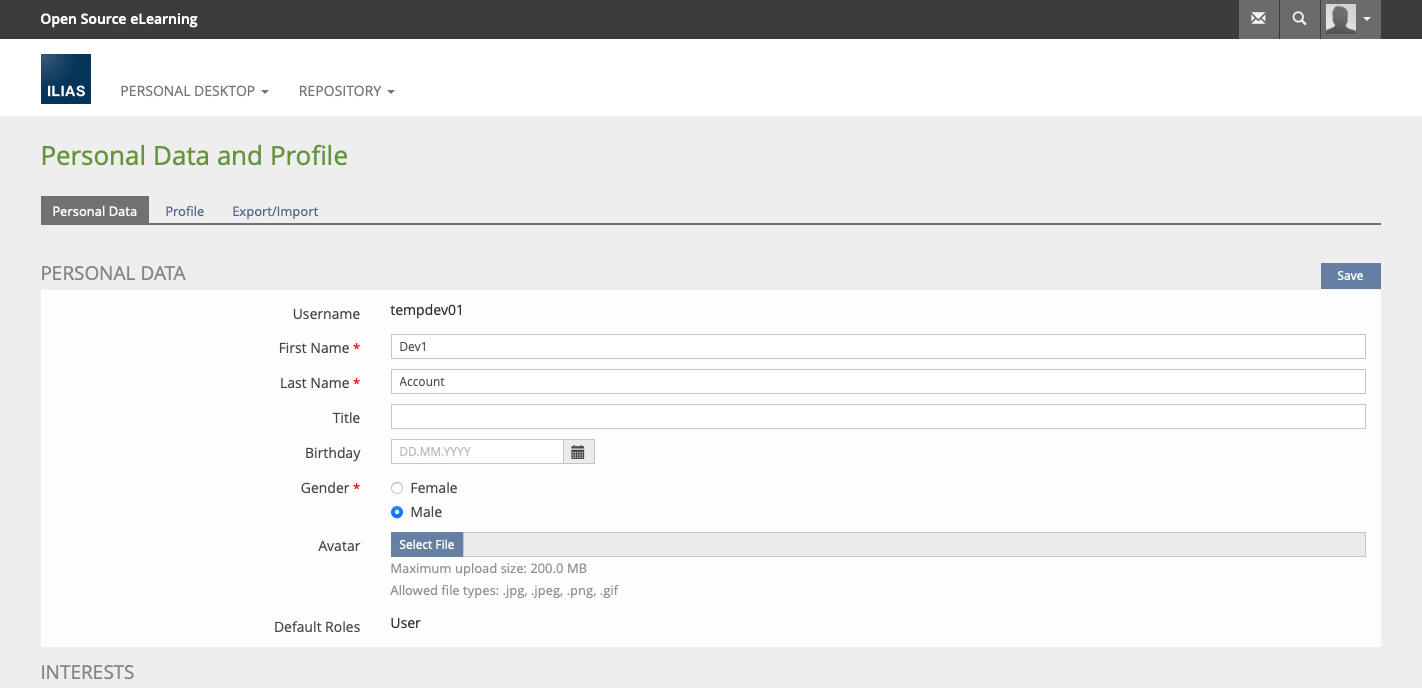 Open Source eLearning
ILIAS
PERSONAL DESKTOP
REPOSITORY
Personal Data and Profile
Personal Data
Profile
Export/Import
PERSONAL DATA
Save
Username
tempdev01
First Name *
Dev1
Last Name *
Account
Title
Birthday
DD.MM.YYYY
Gender *
Female
Male
Avatar
Select File
Maximum upload size: 200.0 MB
Allowed file types: .jpg, .jpeg, .png, .gif
Default Roles
User
INTERESTS